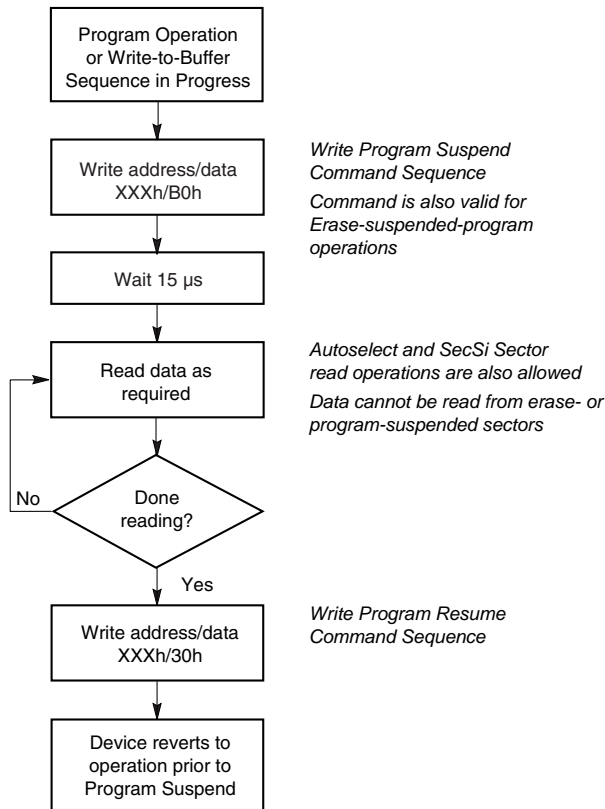 Program Operation
or Write-to-Buffer
Sequence in Progress
Write address/data
XXXh/B0h
Write Program Suspend
Command Sequence
Command is also valid for
Erase-suspended-program
operations
Wait 15 μs
Read data as
required
Autoselect and SecSi Sector
read operations are also allowed
Data cannot be read from erase- or
program-suspended sectors
No
Done
reading?
Yes
Write address/data
XXXh/30h
Write Program Resume
Command Sequence
Device reverts to
operation prior to
Program Suspend